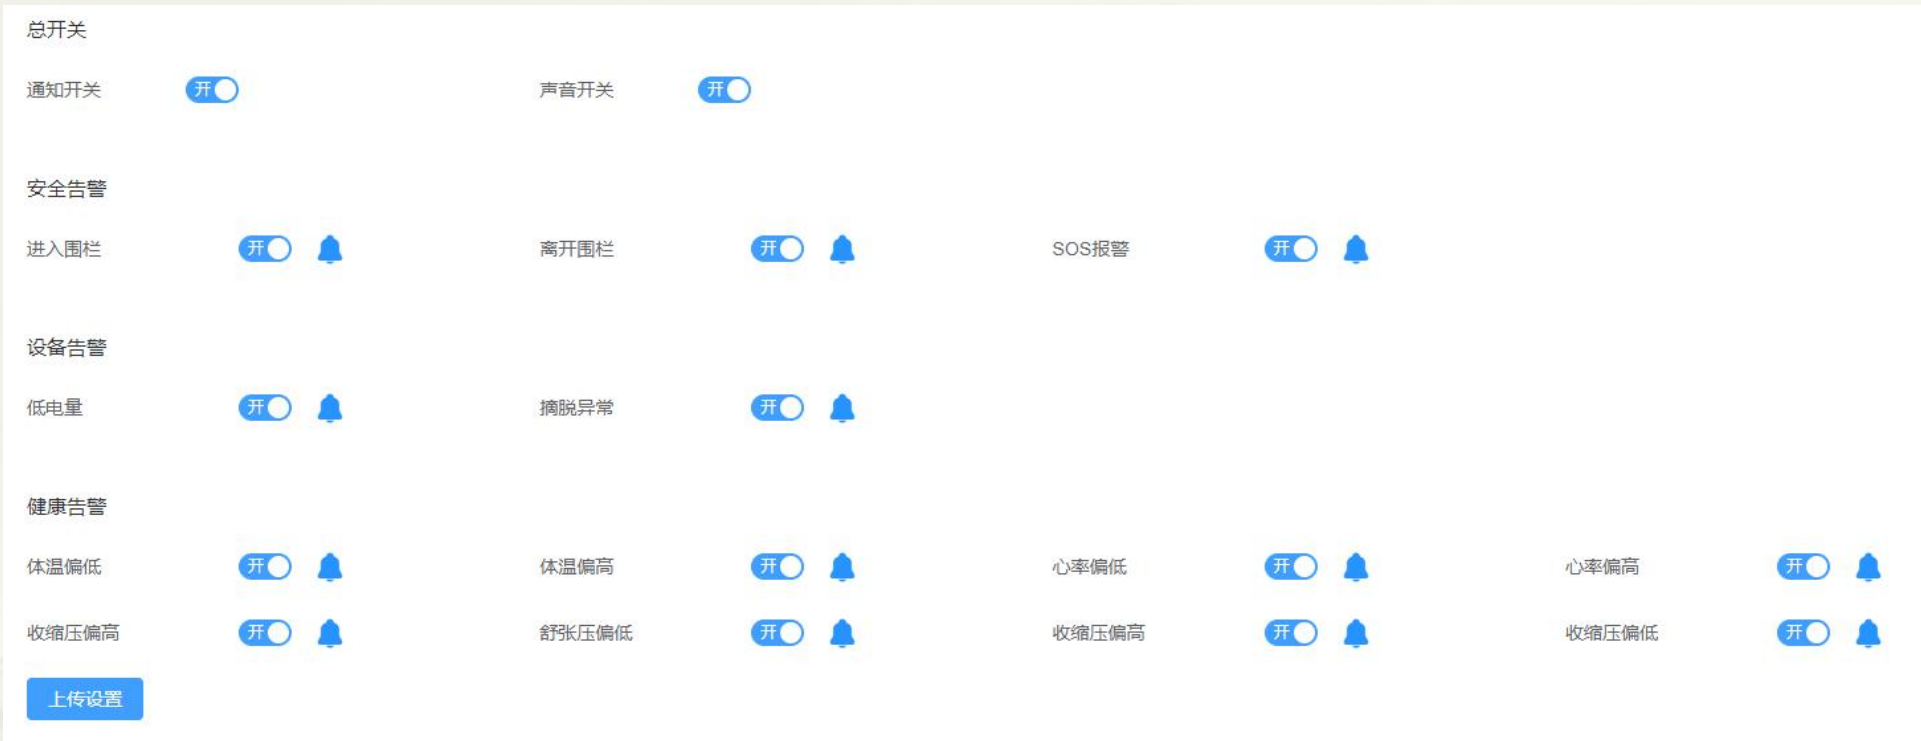 总开关
通知开关 开 声音开关 开
安全告警
进入围栏 开 离开围栏 开 SOS报警 开
设备告警
低电量 开 摘脱异常 开
健康告警
体温偏低 开 体温偏高 开 心率偏低 开 心率偏高 开
收缩压偏高 开 舒张压偏低 开 收缩压偏高 开 收缩压偏低 开
上传设置